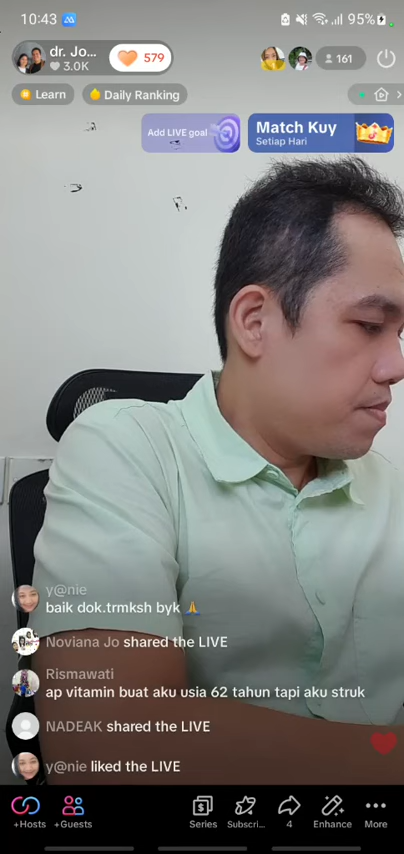 10:43
95%
dr. Jo...
3.0K
579
161
Learn
Daily Ranking
Add LIVE goal
Match Kuy
Setiap Hari
y@nie
baik dok.trmksh byk 🙏
Noviana Jo shared the LIVE
Rismawati
ap vitamin buat aku usia 62 tahun tapi aku struk
NADEAK shared the LIVE
y@nie liked the LIVE
+Hosts
+Guests
Series
Subscri...
4
Enhance
More